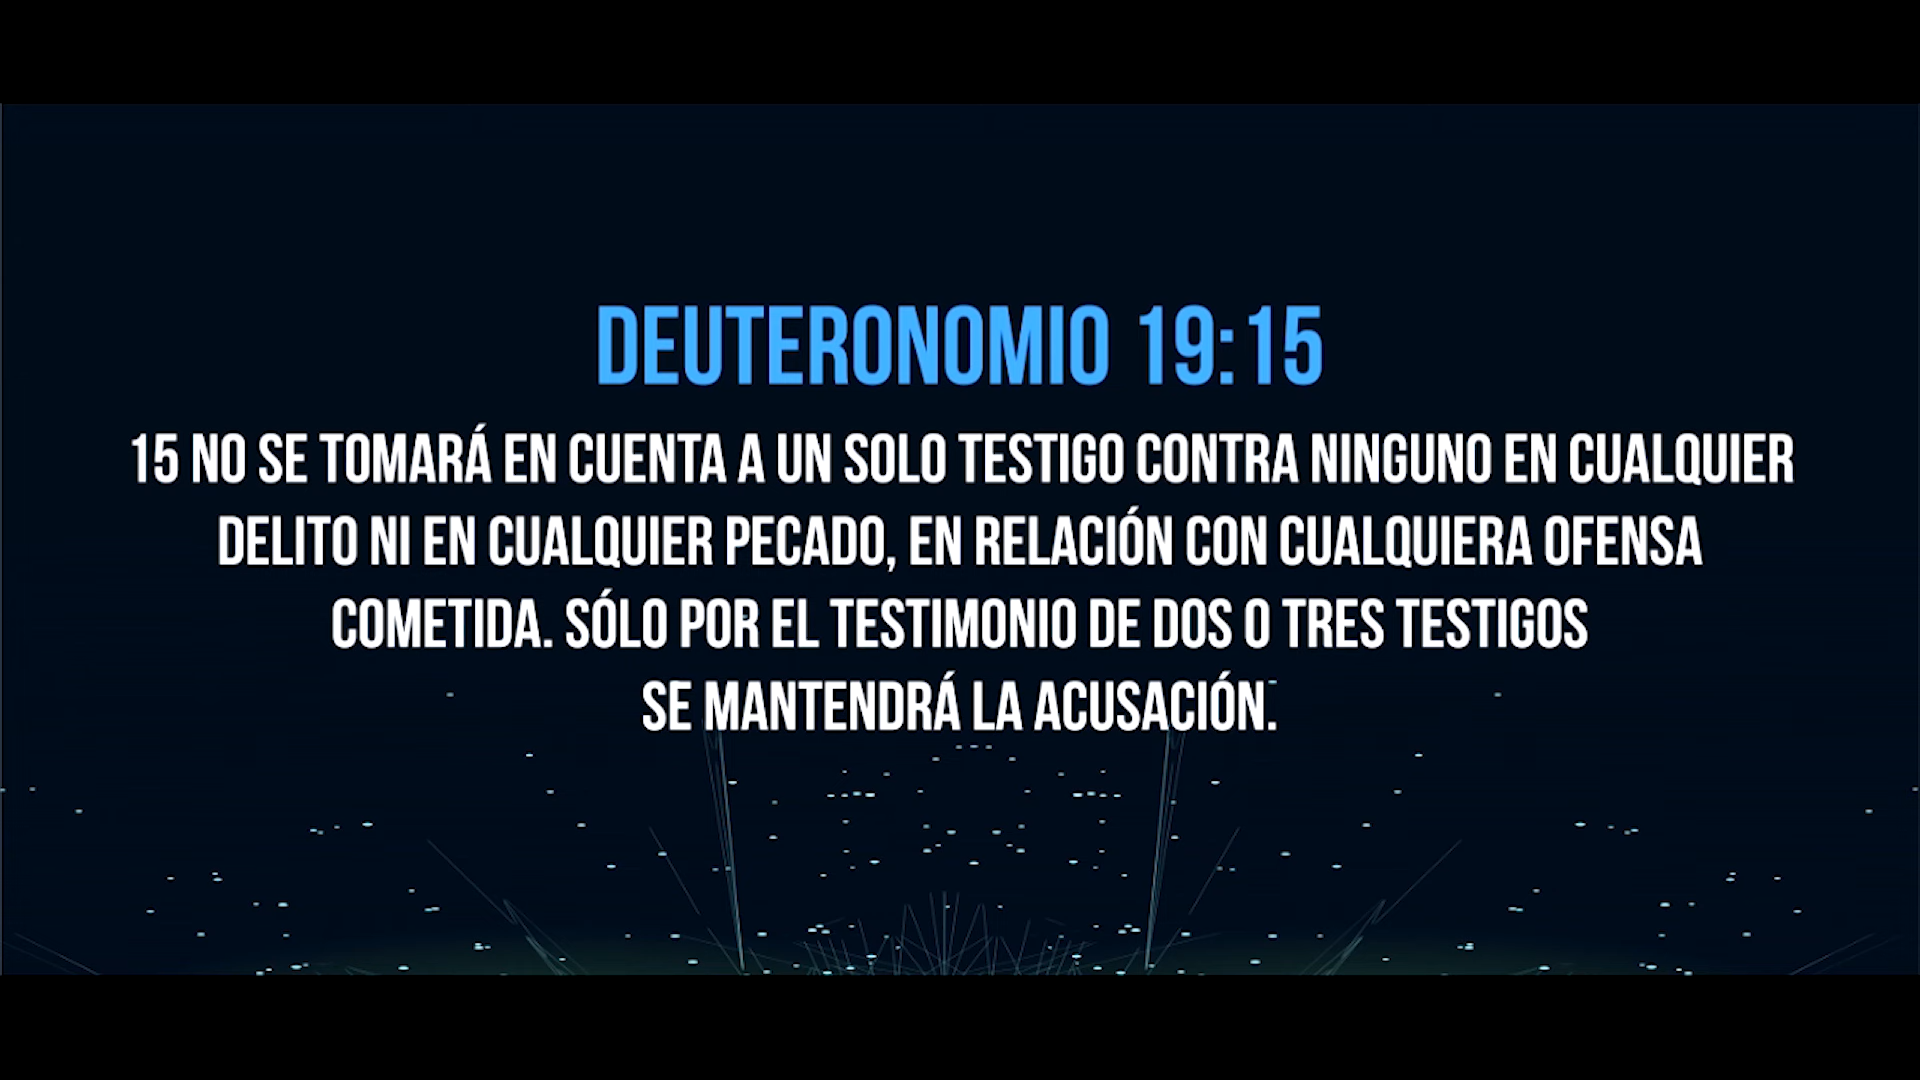 DEUTERONOMIO 19:15
15 NO SE TOMARÁ EN CUENTA A UN SOLO TESTIGO CONTRA NINGUNO EN CUALQUIER
DELITO NI EN CUALQUIER PECADO, EN RELACIÓN CON CUALQUIERA OFENSA
COMETIDA. SÓLO POR EL TESTIMONIO DE DOS O TRES TESTIGOS
SE MANTENDRÁ LA ACUSACIÓN.